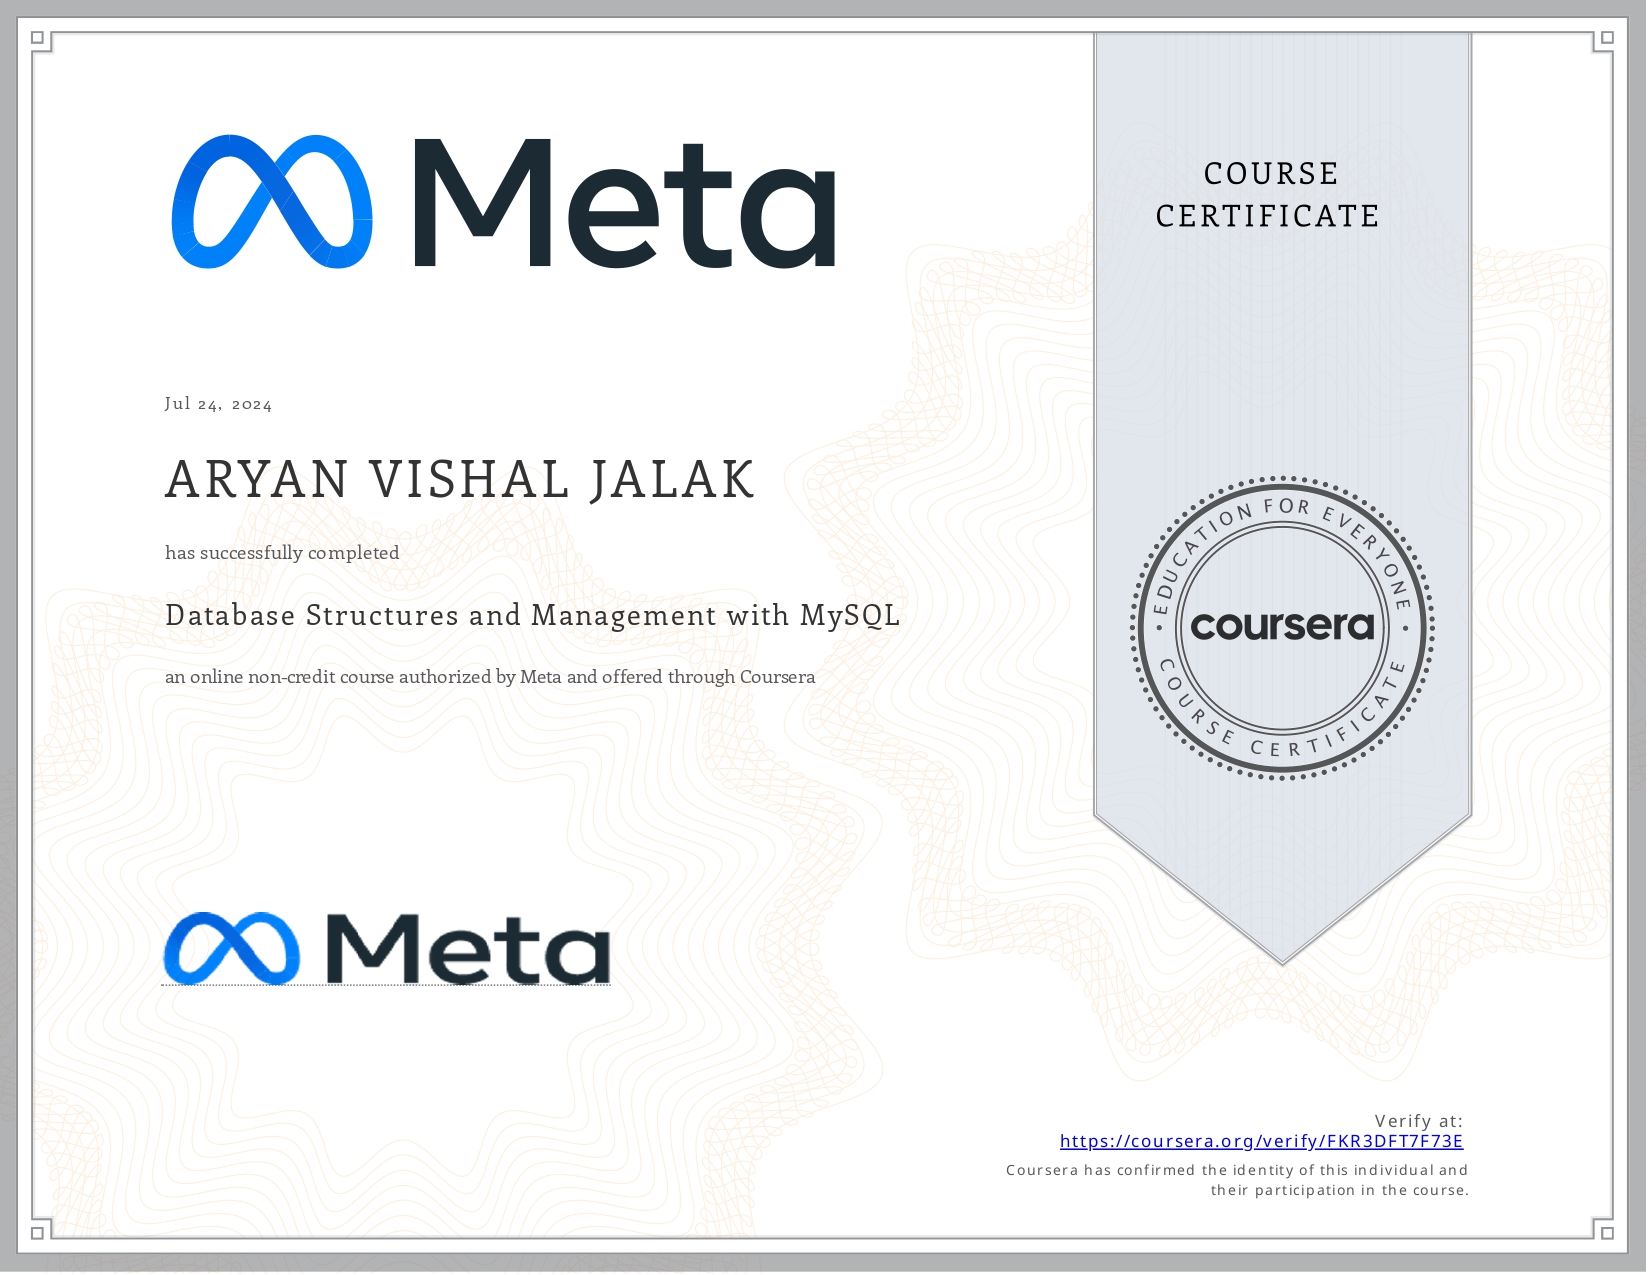 Meta
COURSE
CERTIFICATE
Jul 24, 2024
ARYAN VISHAL JALAK
has successfully completed
Database Structures and Management with MySQL
an online non-credit course authorized by Meta and offered through Coursera
EDUCATION FOR EVERYONE
coursera
COURSE CERTIFICATE
Meta
Verify at:
https://coursera.org/verify/FKR3DFT7F73E
Coursera has confirmed the identity of this individual and
their participation in the course.